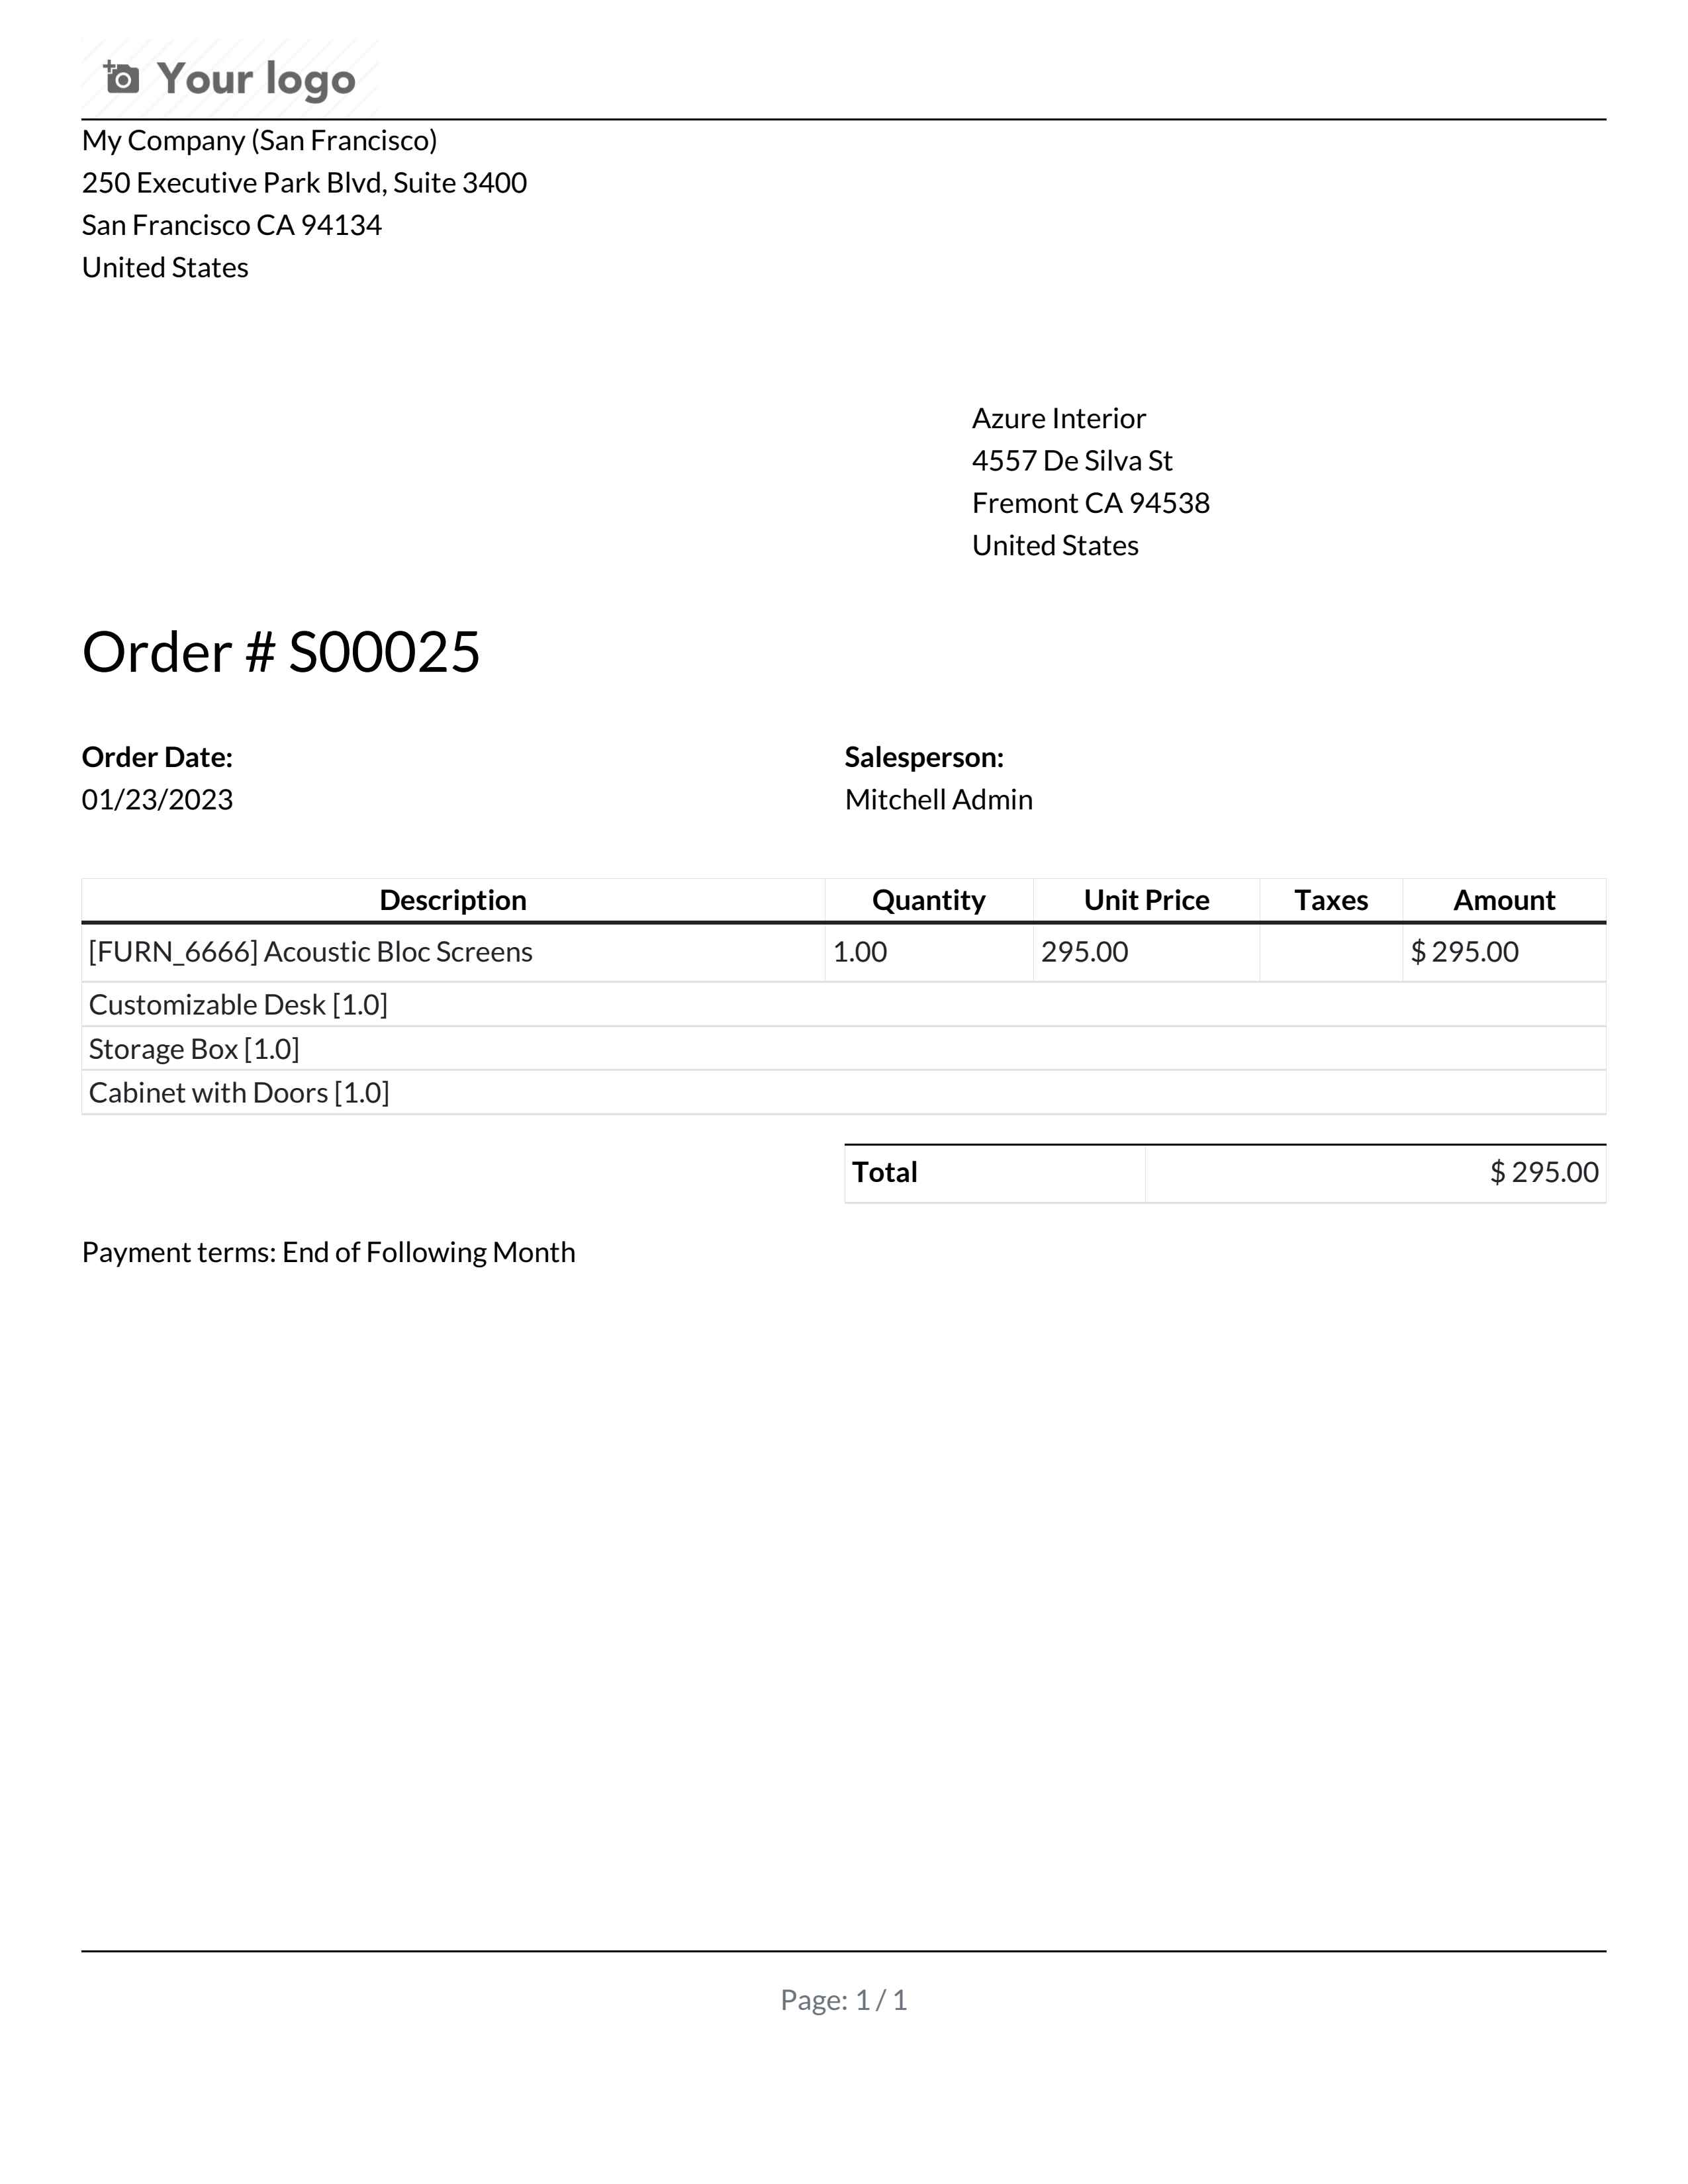 Your logo
My Company (San Francisco)
250 Executive Park Blvd, Suite 3400
San Francisco CA 94134
United States
Azure Interior
4557 De Silva St
Fremont CA 94538
United States
Order # S00025
Order Date: Salesperson:
01/23/2023 Mitchell Admin
Description Quantity Unit Price Taxes Amount
[FURN_6666] Acoustic Bloc Screens 1.00 295.00 $ 295.00
Customizable Desk [1.0]
Storage Box [1.0]
Cabinet with Doors [1.0]
Total $ 295.00
Payment terms: End of Following Month
Page: 1 / 1